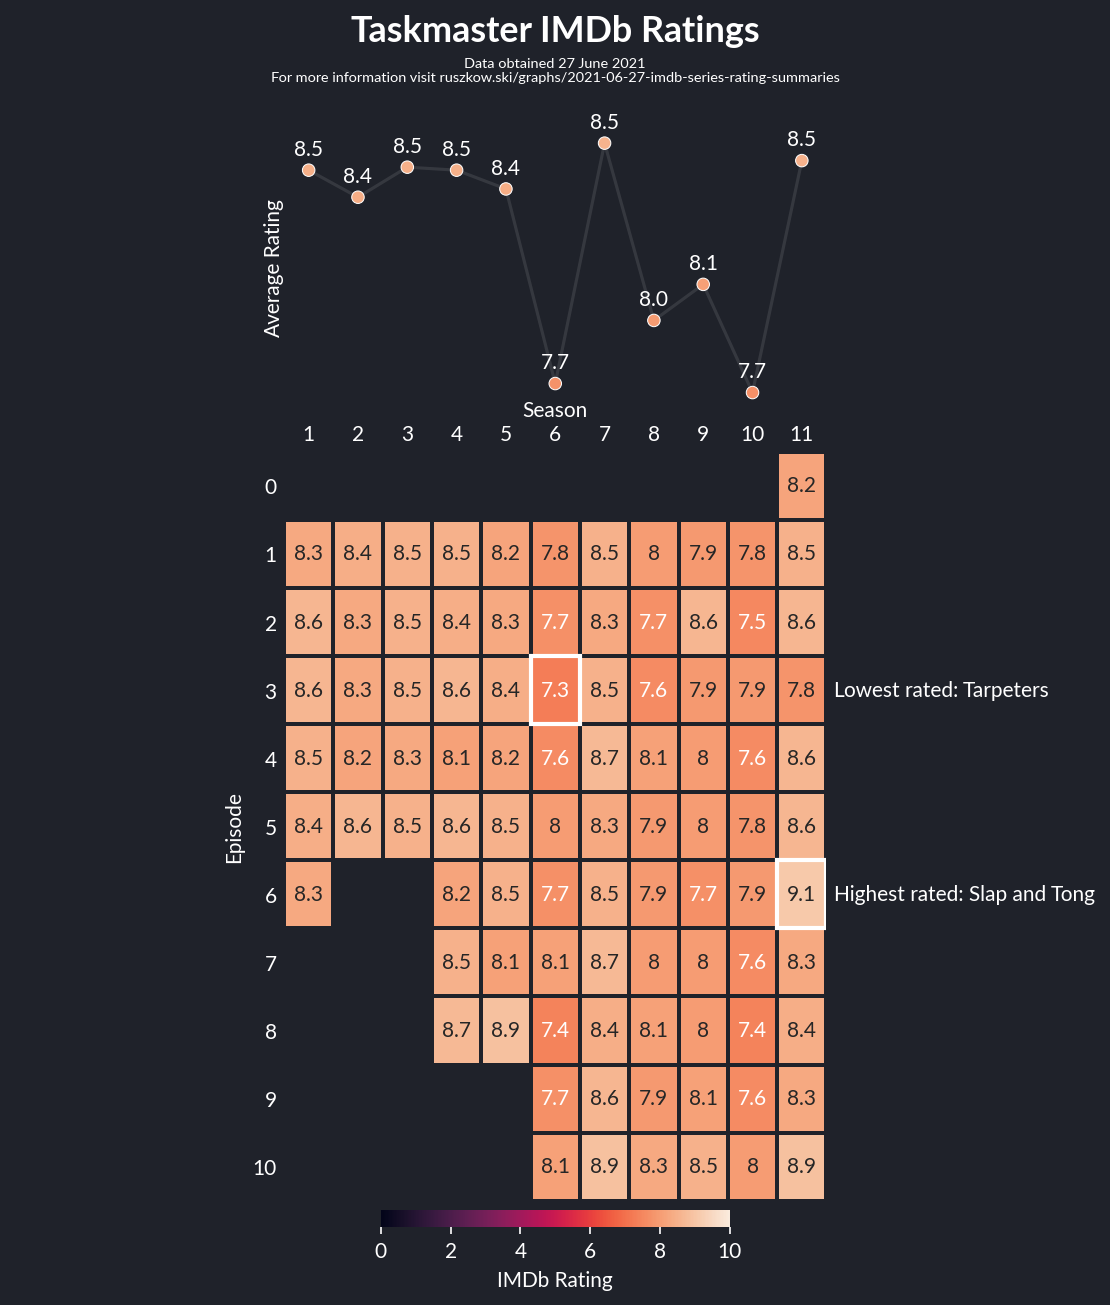 Taskmaster IMDb Ratings
Data obtained 27 June 2021
For more information visit ruszkow.ski/graphs/2021-06-27-imdb-series-rating-summaries
8.5 8.4 8.5 8.5 8.4 7.7 8.5 8.0 8.1 7.7 8.5
Average Rating
Season
1 2 3 4 5 6 7 8 9 10 11
Episode
0 8.2
1 8.3 8.4 8.5 8.5 8.2 7.8 8.5 8 7.9 7.8 8.5
2 8.6 8.3 8.5 8.4 8.3 7.7 8.3 7.7 8.6 7.5 8.6
3 8.6 8.3 8.5 8.6 8.4 7.3 8.5 7.6 7.9 7.9 7.8 Lowest rated: Tarpeters
4 8.5 8.2 8.3 8.1 8.2 7.6 8.7 8.1 8 7.6 8.6
5 8.4 8.6 8.5 8.6 8.5 8 8.3 7.9 8 7.8 8.6
6 8.3 8.2 8.5 7.7 8.5 7.9 7.7 7.9 9.1 Highest rated: Slap and Tong
7 8.5 8.1 8.1 8.7 8 8 7.6 8.3
8 8.7 8.9 7.4 8.4 8.1 8 7.4 8.4
9 7.7 8.6 7.9 8.1 7.6 8.3
10 8.1 8.9 8.3 8.5 8 8.9
0 2 4 6 8 10
IMDb Rating